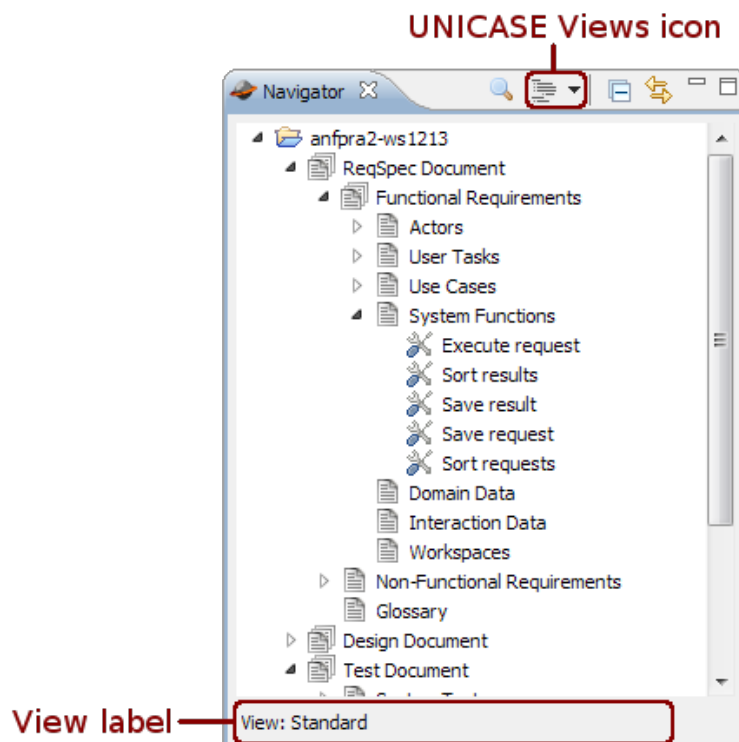 UNICASE Views icon
Navigator
anfpra2-ws1213
ReqSpec Document
Functional Requirements
Actors
User Tasks
Use Cases
System Functions
Execute request
Sort results
Save result
Save request
Sort requests
Domain Data
Interaction Data
Workspaces
Non-Functional Requirements
Glossary
Design Document
Test Document
View label
View: Standard